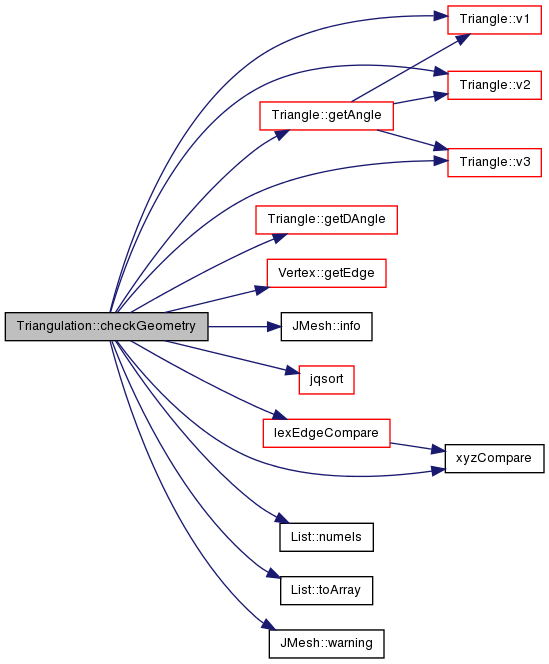 Triangle::v1
Triangle::v2
Triangle::getAngle
Triangle::v3
Triangle::getDAngle
Vertex::getEdge
Triangulation::checkGeometry
JMesh::info
jqsort
lexEdgeCompare
xyzCompare
List::numels
List::toArray
JMesh::warning